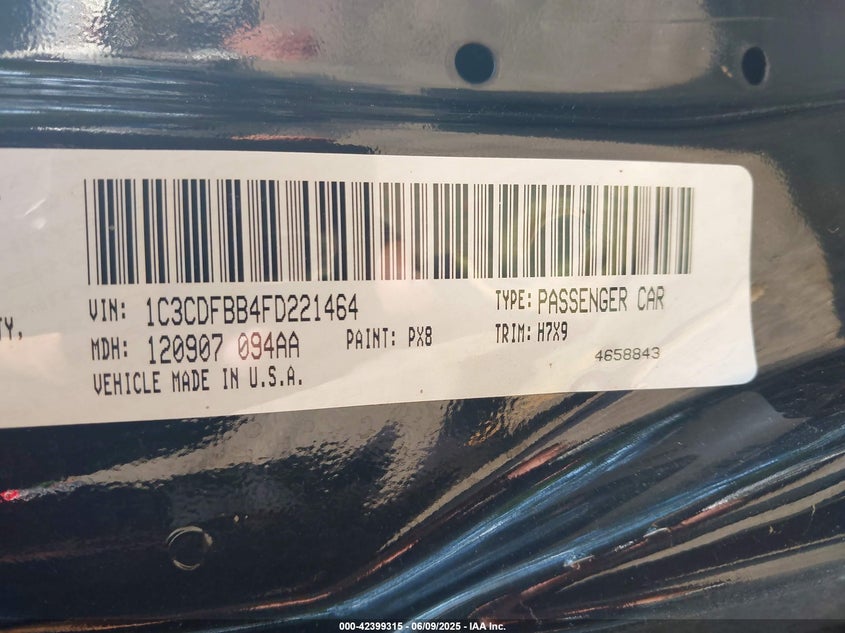 VIN: 1C3CDFBB4FD221464 TYPE: PASSENGER CAR
TY, MDH: 120907 094AA PAINT: PX8 TRIM: H7X9
VEHICLE MADE IN U.S.A. 4658843
000-42399315 - 06/09/2025 - IAA Inc.